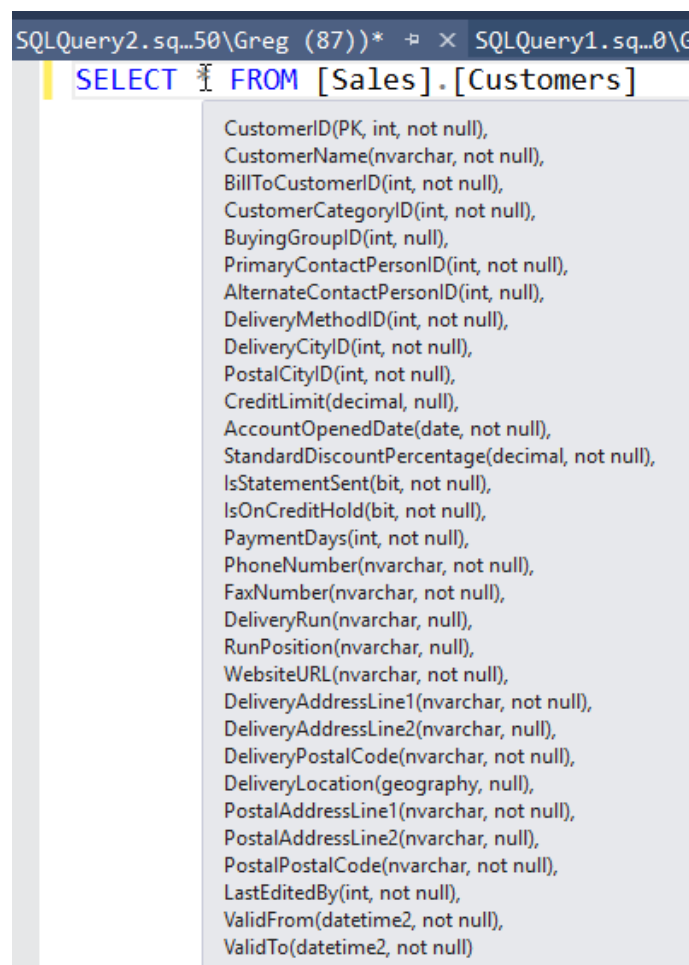 SQLQuery2.sq...50\Greg (87))* SQLQuery1.sq...0\G
SELECT * FROM [Sales].[Customers]
CustomerID(PK, int, not null),
CustomerName(nvarchar, not null),
BillToCustomerID(int, not null),
CustomerCategoryID(int, not null),
BuyingGroupID(int, null),
PrimaryContactPersonID(int, not null),
AlternateContactPersonID(int, null),
DeliveryMethodID(int, not null),
DeliveryCityID(int, not null),
PostalCityID(int, not null),
CreditLimit(decimal, null),
AccountOpenedDate(date, not null),
StandardDiscountPercentage(decimal, not null),
IsStatementSent(bit, not null),
IsOnCreditHold(bit, not null),
PaymentDays(int, not null),
PhoneNumber(nvarchar, not null),
FaxNumber(nvarchar, not null),
DeliveryRun(nvarchar, null),
RunPosition(nvarchar, null),
WebsiteURL(nvarchar, not null),
DeliveryAddressLine1(nvarchar, not null),
DeliveryAddressLine2(nvarchar, null),
DeliveryPostalCode(nvarchar, not null),
DeliveryLocation(geography, null),
PostalAddressLine1(nvarchar, not null),
PostalAddressLine2(nvarchar, null),
PostalPostalCode(nvarchar, not null),
LastEditedBy(int, not null),
ValidFrom(datetime2, not null),
ValidTo(datetime2, not null)